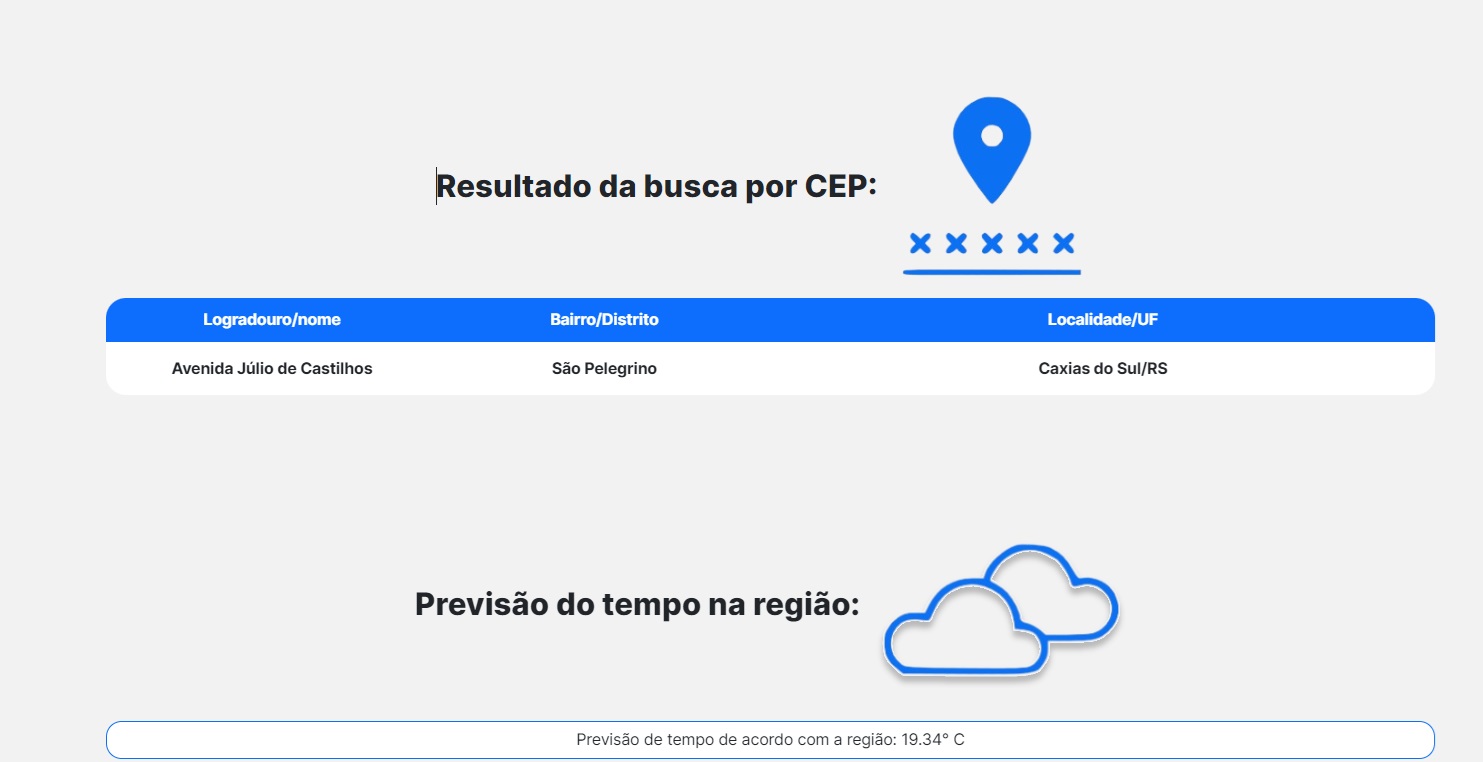 Resultado da busca por CEP:
Logradouro/nome Bairro/Distrito Localidade/UF
Avenida Júlio de Castilhos São Pelegrino Caxias do Sul/RS
Previsão do tempo na região:
Previsão de tempo de acordo com a região: 19.34° C